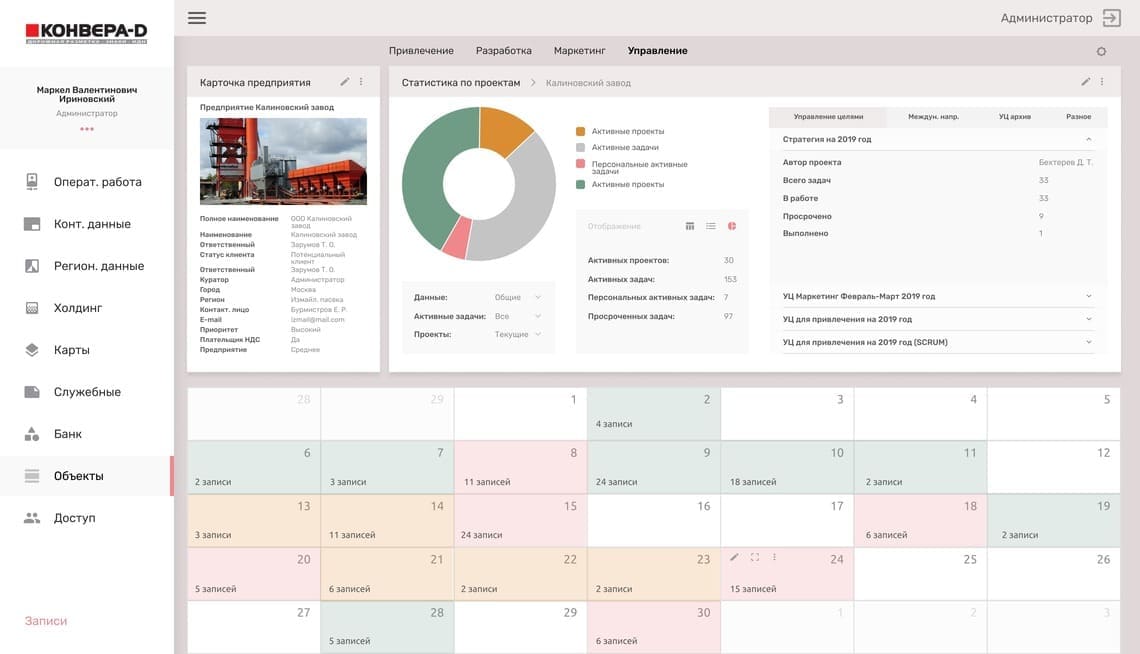 КОНВЕРА-D
ДОРОЖНАЯ РАЗМЕТКА
Маркел Валентинович
Ириновский
Администратор
Операт. работа
Конт. данные
Регион. данные
Холдинг
Карты
Служебные
Банк
Объекты
Доступ
Записи
Администратор
Привлечение Разработка Маркетинг Управление
Карточка предприятия
Предприятие Калиновский завод
Полное наименование ООО Калиновский
завод
Наименование Калиновский завод
Ответственный Зарумов Т. О,
Статус клиента Потенциальный
клиент
Ответственный Зарумов Т. О.
Куратор Администратор
Город Москва
Регион Измайл. пасека
Контакт. лицо Бурмистров Е. Р.
E-mail izmail@mail.com
Приоритет Высокий
Плательщик НДС Да
Предприятие Среднее
Статистика по проектам Калиновский завод
Активные проекты
Активные задачи
Персональные активные
задачи
Активные проекты
Данные: Общие
Активные задачи: Все
Проекты: Текущие
Отображение
Активных проектов: 30
Активных задач: 153
Персональных активных задач: 7
Просроченных задач: 97
Управление целями Междун. напр. УЦ архив Разное
Стратегия на 2019 год
Автор проекта Бехтерев Д. Т.
Всего задач 33
В работе 33
Просрочено 9
Выполнено 1
УЦ Маркетинг Февраль-Март 2019 год
УЦ для привлечения на 2019 год
УЦ для привлечения на 2019 год (SCRUM)
28 29 1 2 3 4 5
4 записи
6 7 8 9 10 11 12
2 записи 3 записи 11 записей 24 записи 18 записей 2 записи
13 14 15 16 17 18 19
3 записи 11 записей 24 записи 6 записей 2 записи
20 21 22 23 24 25 26
5 записей 6 записей 2 записи 2 записи 15 записей
27 28 29 30 1 2 3
5 записей 6 записей